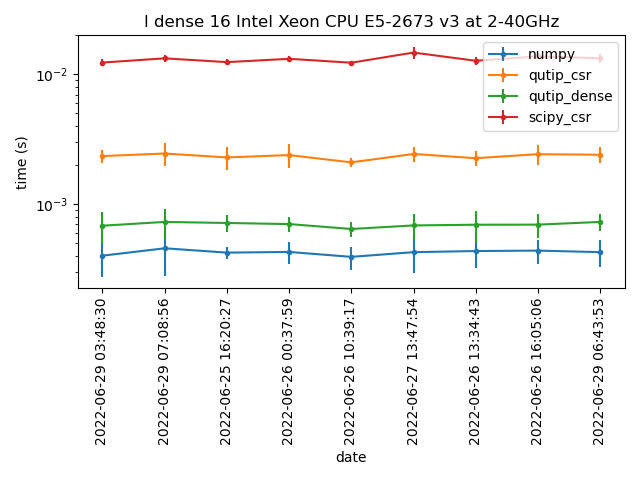 l dense 16 Intel Xeon CPU E5-2673 v3 at 2-40GHz
numpy
qutip_csr
qutip_dense
scipy_csr
time (s)
10⁻²
10⁻³
2022-06-29 03:48:30
2022-06-29 07:08:56
2022-06-25 16:20:27
2022-06-26 00:37:59
2022-06-26 10:39:17
2022-06-27 13:47:54
2022-06-26 13:34:43
2022-06-26 16:05:06
2022-06-29 06:43:53
date